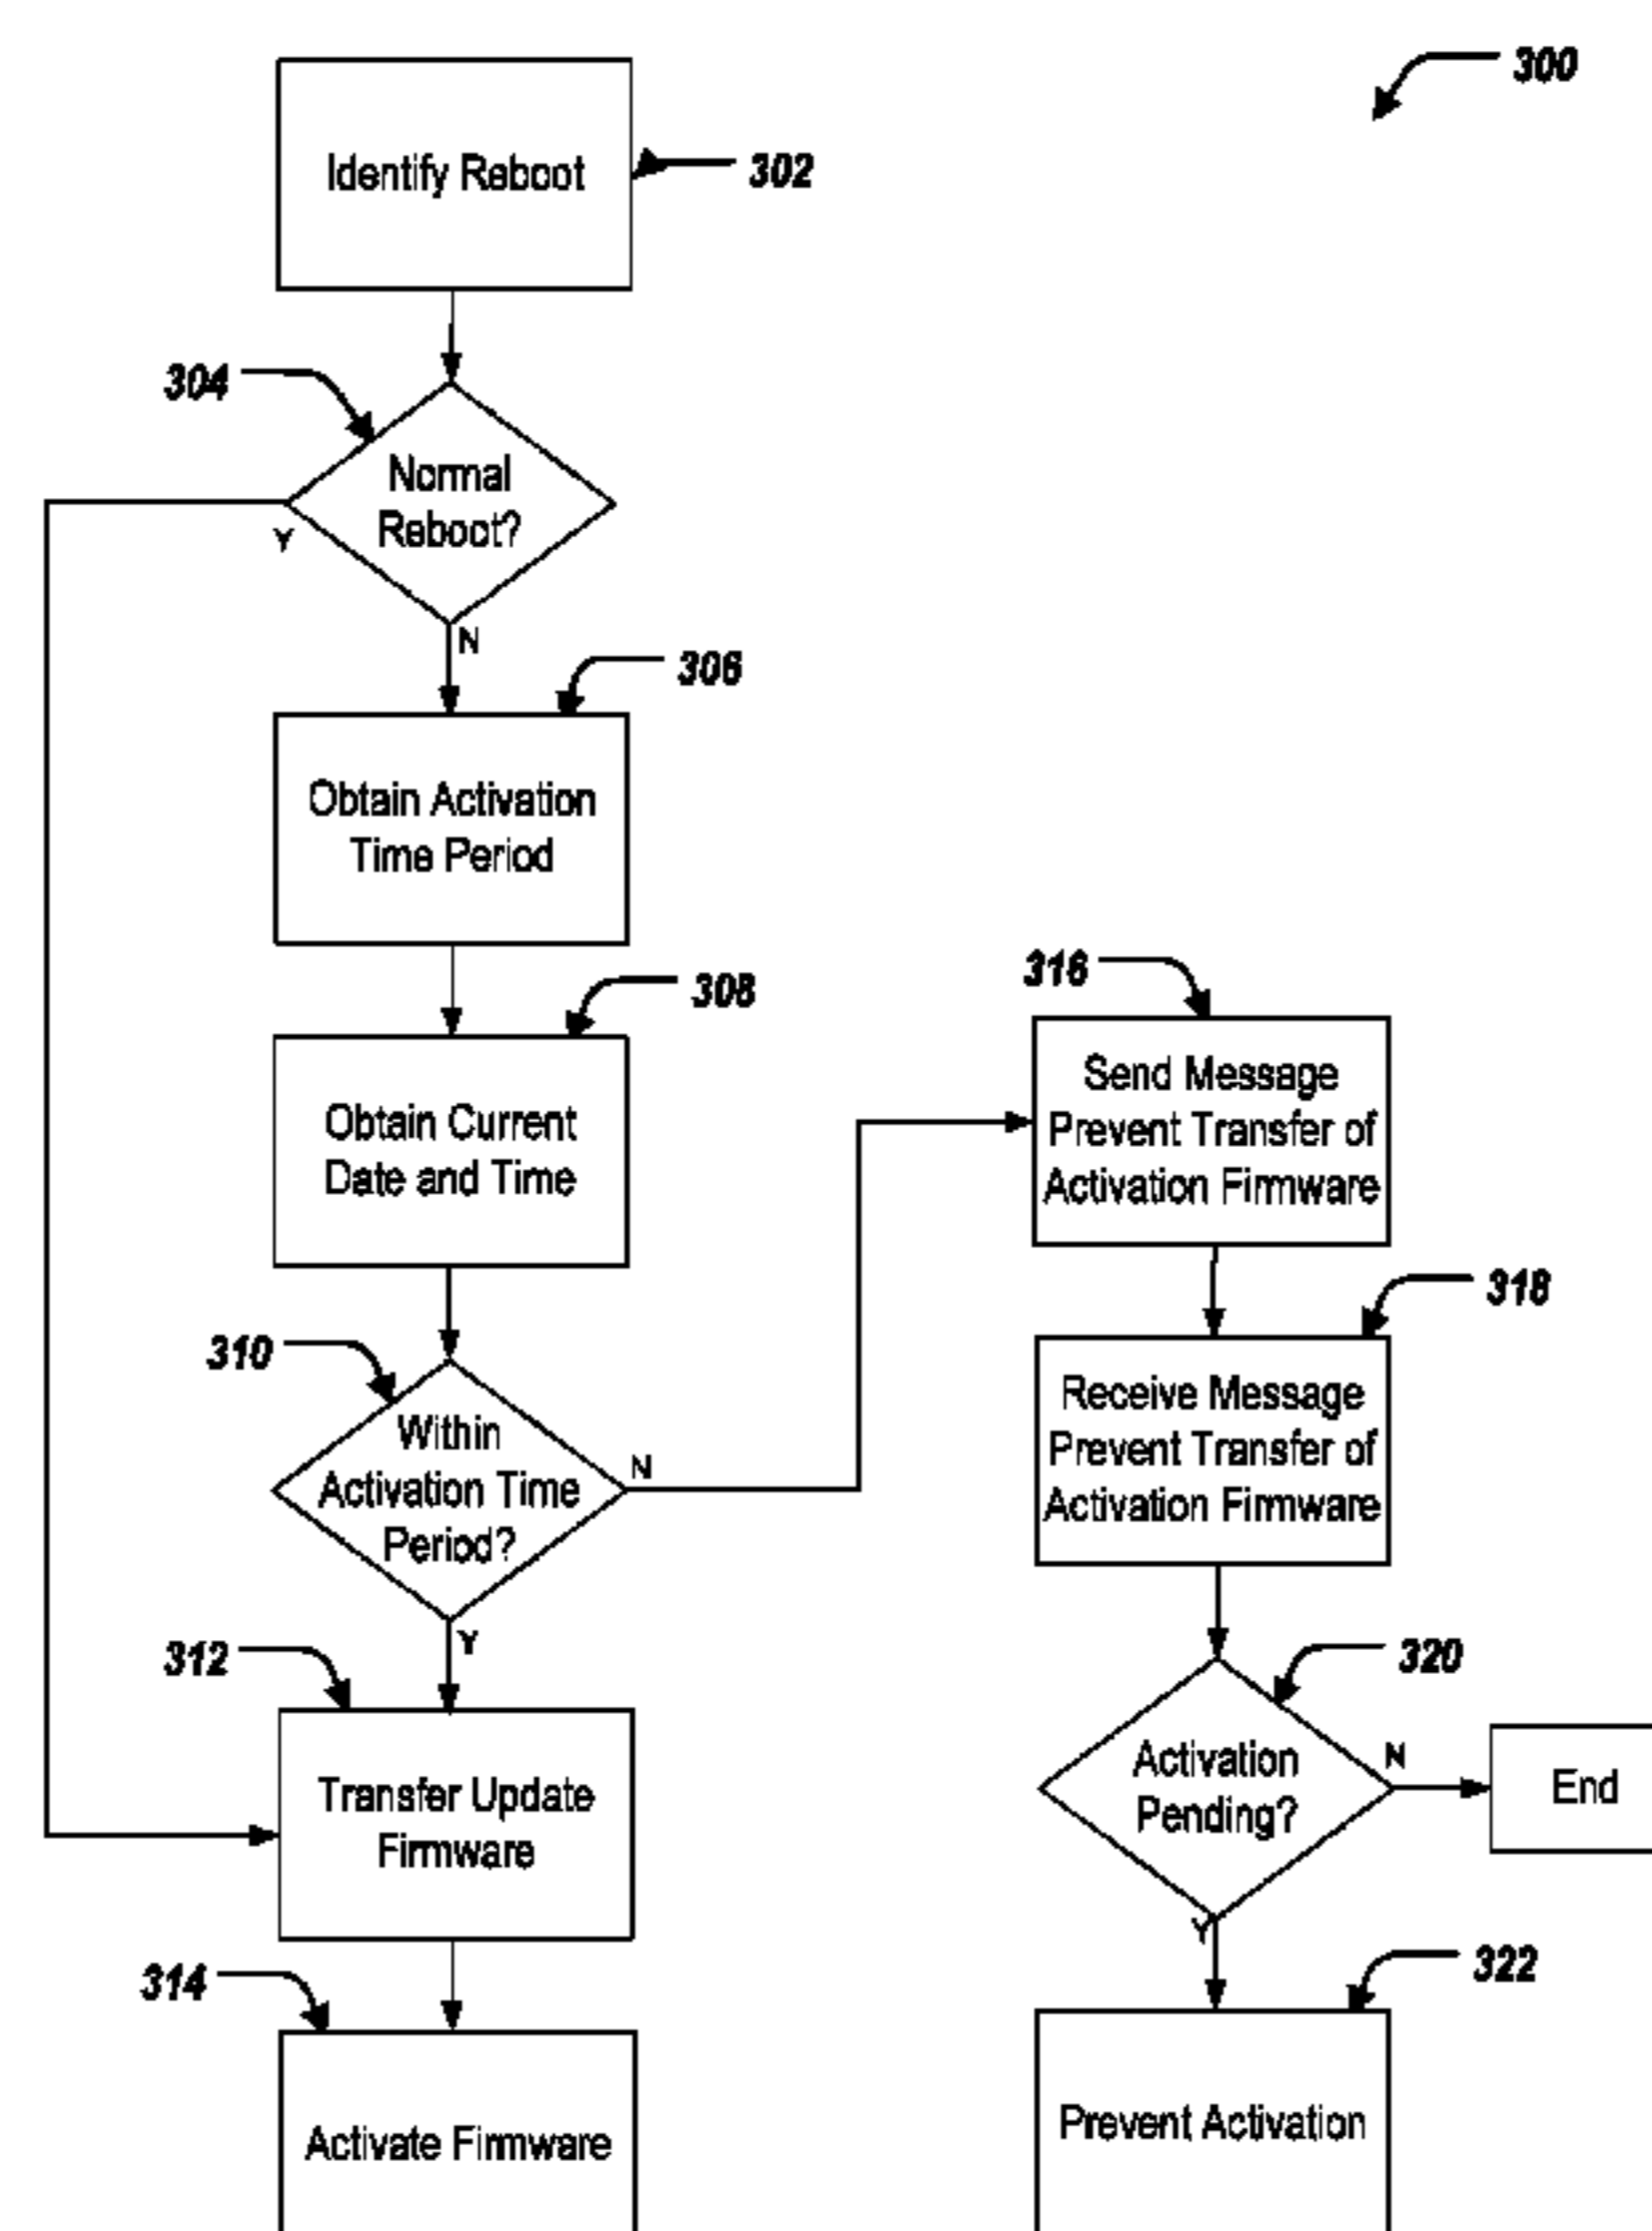 300
Identify Reboot
302
304
Normal
Reboot?
Y
N
306
Obtain Activation
Time Period
308
Obtain Current
Date and Time
310
Within
Activation Time
Period?
N
Y
312
Transfer Update
Firmware
314
Activate Firmware
316
Send Message
Prevent Transfer of
Activation Firmware
318
Receive Message
Prevent Transfer of
Activation Firmware
320
Activation
Pending?
N
End
Y
322
Prevent Activation